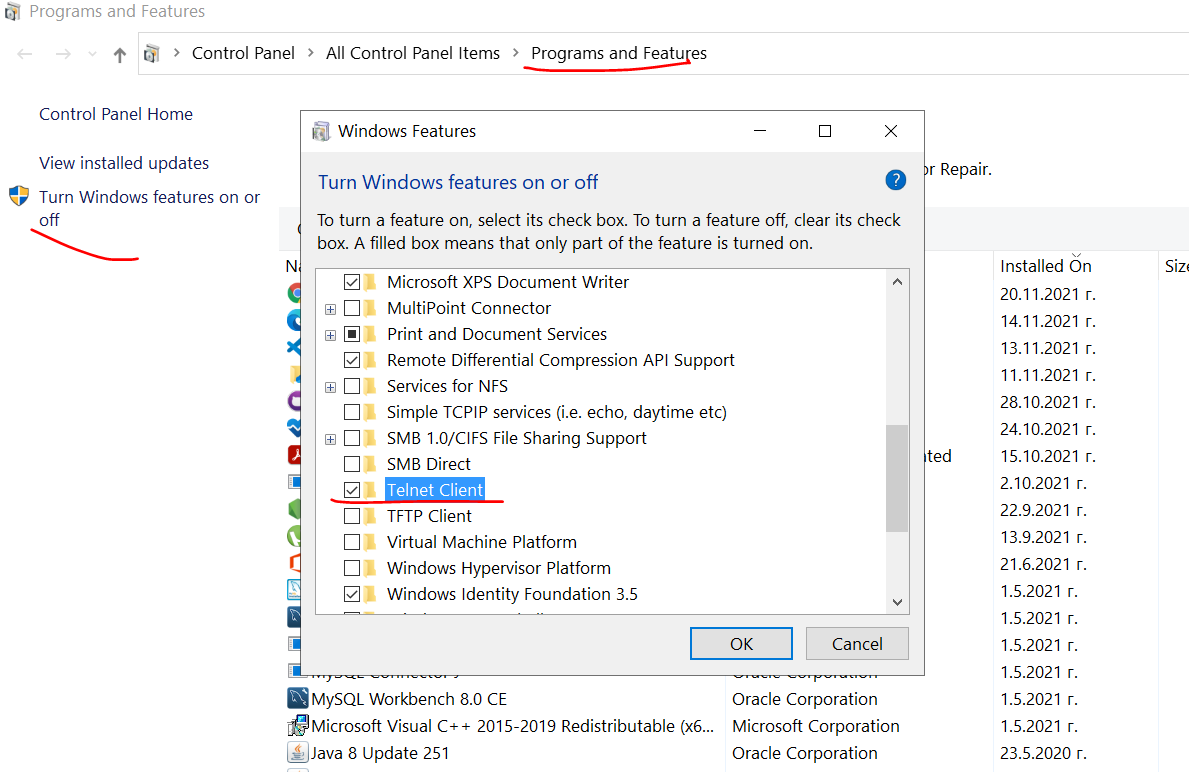 Programs and Features
Control Panel > All Control Panel Items > Programs and Features
Control Panel Home
View installed updates
Turn Windows features on or
off
Windows Features
or Repair.
Turn Windows features on or off
?
To turn a feature on, select its check box. To turn a feature off, clear its check
box. A filled box means that only part of the feature is turned on.
Installed On
Microsoft XPS Document Writer
20.11.2021 г.
MultiPoint Connector
14.11.2021 г.
Print and Document Services
13.11.2021 г.
Remote Differential Compression API Support
11.11.2021 г.
Services for NFS
28.10.2021 г.
Simple TCPIP services (i.e. echo, daytime etc)
24.10.2021 г.
SMB 1.0/CIFS File Sharing Support
15.10.2021 г.
SMB Direct
2.10.2021 г.
Telnet Client
22.9.2021 г.
TFTP Client
13.9.2021 г.
Virtual Machine Platform
21.6.2021 г.
Windows Hypervisor Platform
1.5.2021 г.
Windows Identity Foundation 3.5
1.5.2021 г.
OK
Cancel
1.5.2021 г.
1.5.2021 г.
MySQL Workbench 8.0 CE Oracle Corporation 1.5.2021 г.
Microsoft Visual C++ 2015-2019 Redistributable (x6... Microsoft Corporation 1.5.2021 г.
Java 8 Update 251 Oracle Corporation 23.5.2020 г.